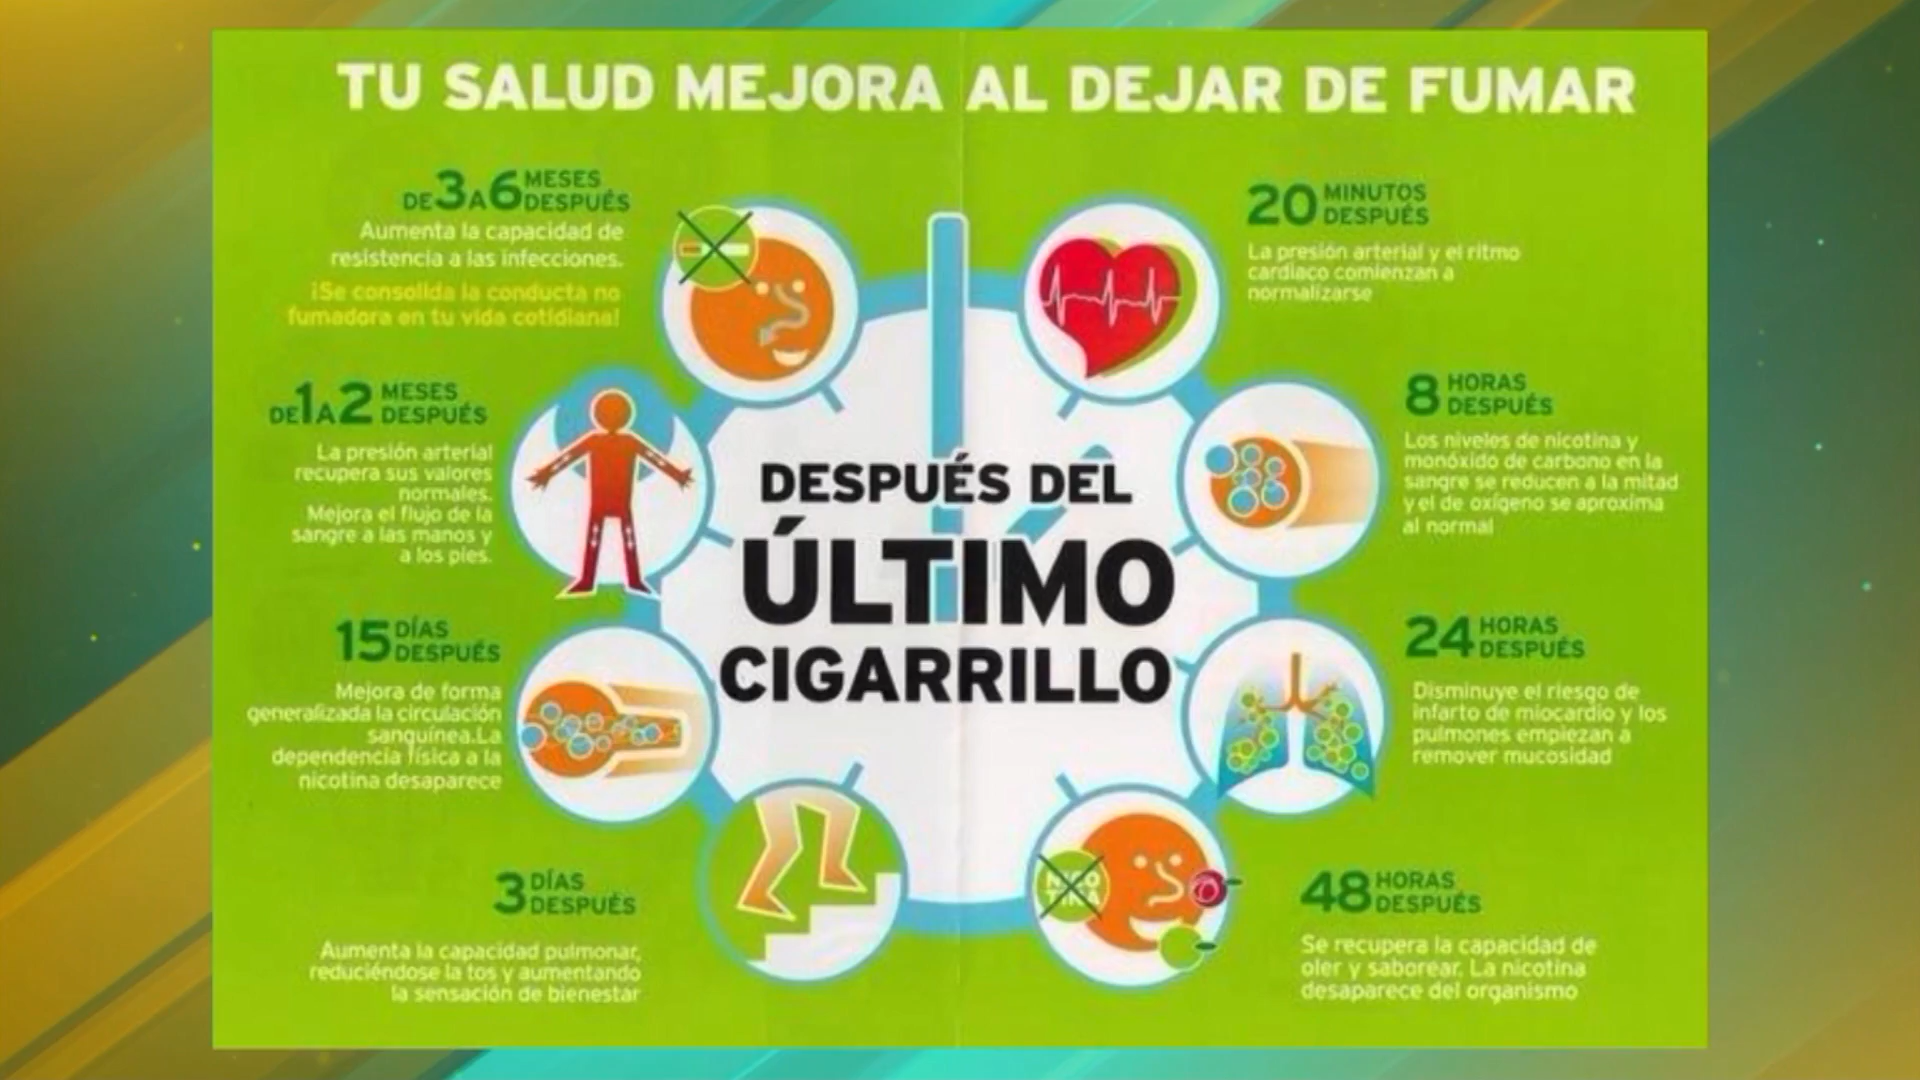 TU SALUD MEJORA AL DEJAR DE FUMAR
20 MINUTOS DESPUÉS
La presión arterial y el ritmo
cardiaco comienzan a
normalizarse
8 HORAS DESPUÉS
Los niveles de nicotina y
monóxido de carbono en la
sangre se reducen a la mitad
y el de oxígeno se aproxima
al normal
24 HORAS DESPUÉS
Disminuye el riesgo de
infarto de miocardio y los
pulmones empiezan a
remover mucosidad
48 HORAS DESPUÉS
Se recupera la capacidad de
oler y saborear. La nicotina
desaparece del organismo
NICO
TINA
3 DÍAS DESPUÉS
Aumenta la capacidad pulmonar,
reduciéndose la tos y aumentando
la sensación de bienestar
15 DÍAS DESPUÉS
Mejora de forma
generalizada la circulación
sanguínea.La
dependencia física a la
nicotina desaparece
DE 1 A 2 MESES DESPUÉS
La presión arterial
recupera sus valores
normales.
Mejora el flujo de la
sangre a las manos y
a los pies.
DE 3 A 6 MESES DESPUÉS
Aumenta la capacidad de
resistencia a las infecciones.
¡Se consolida la conducta no
fumadora en tu vida cotidiana!
DESPUÉS DEL
ÚLTIMO
CIGARRILLO